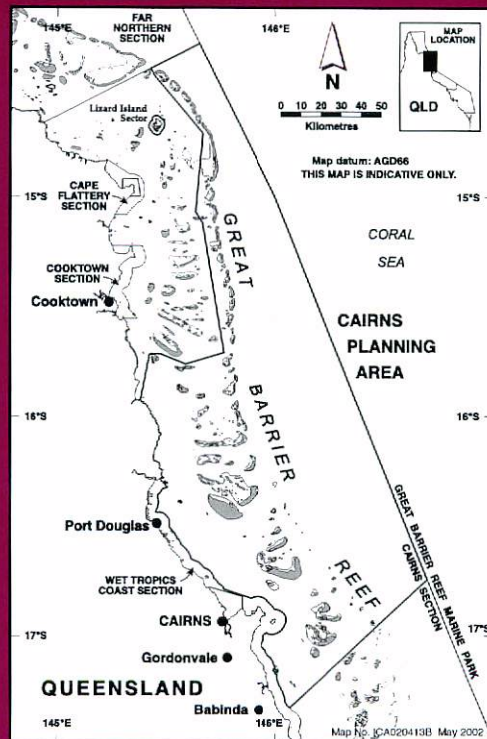 145°E
FAR
NORTHERN
SECTION
146°E
MAP
LOCATION
QLD
N
0 10 20 30 40 50
Kilometres
Map datum: AGD66
THIS MAP IS INDICATIVE ONLY.
Lizard Island
Sector
CAPE
FLATTERY
SECTION
15°S
15°S
GREAT
CORAL
SEA
COOKTOWN
SECTION
Cooktown
CAIRNS
PLANNING
AREA
16°S
16°S
BARRIER
Port Douglas
REEF
GREAT BARRIER REEF MARINE PARK
CAIRNS SECTION
WET TROPICS
COAST SECTION
CAIRNS
17°S
17°S
Gordonvale
QUEENSLAND
Babinda
145°E
146°E
Map No. ICA020413B May 2002